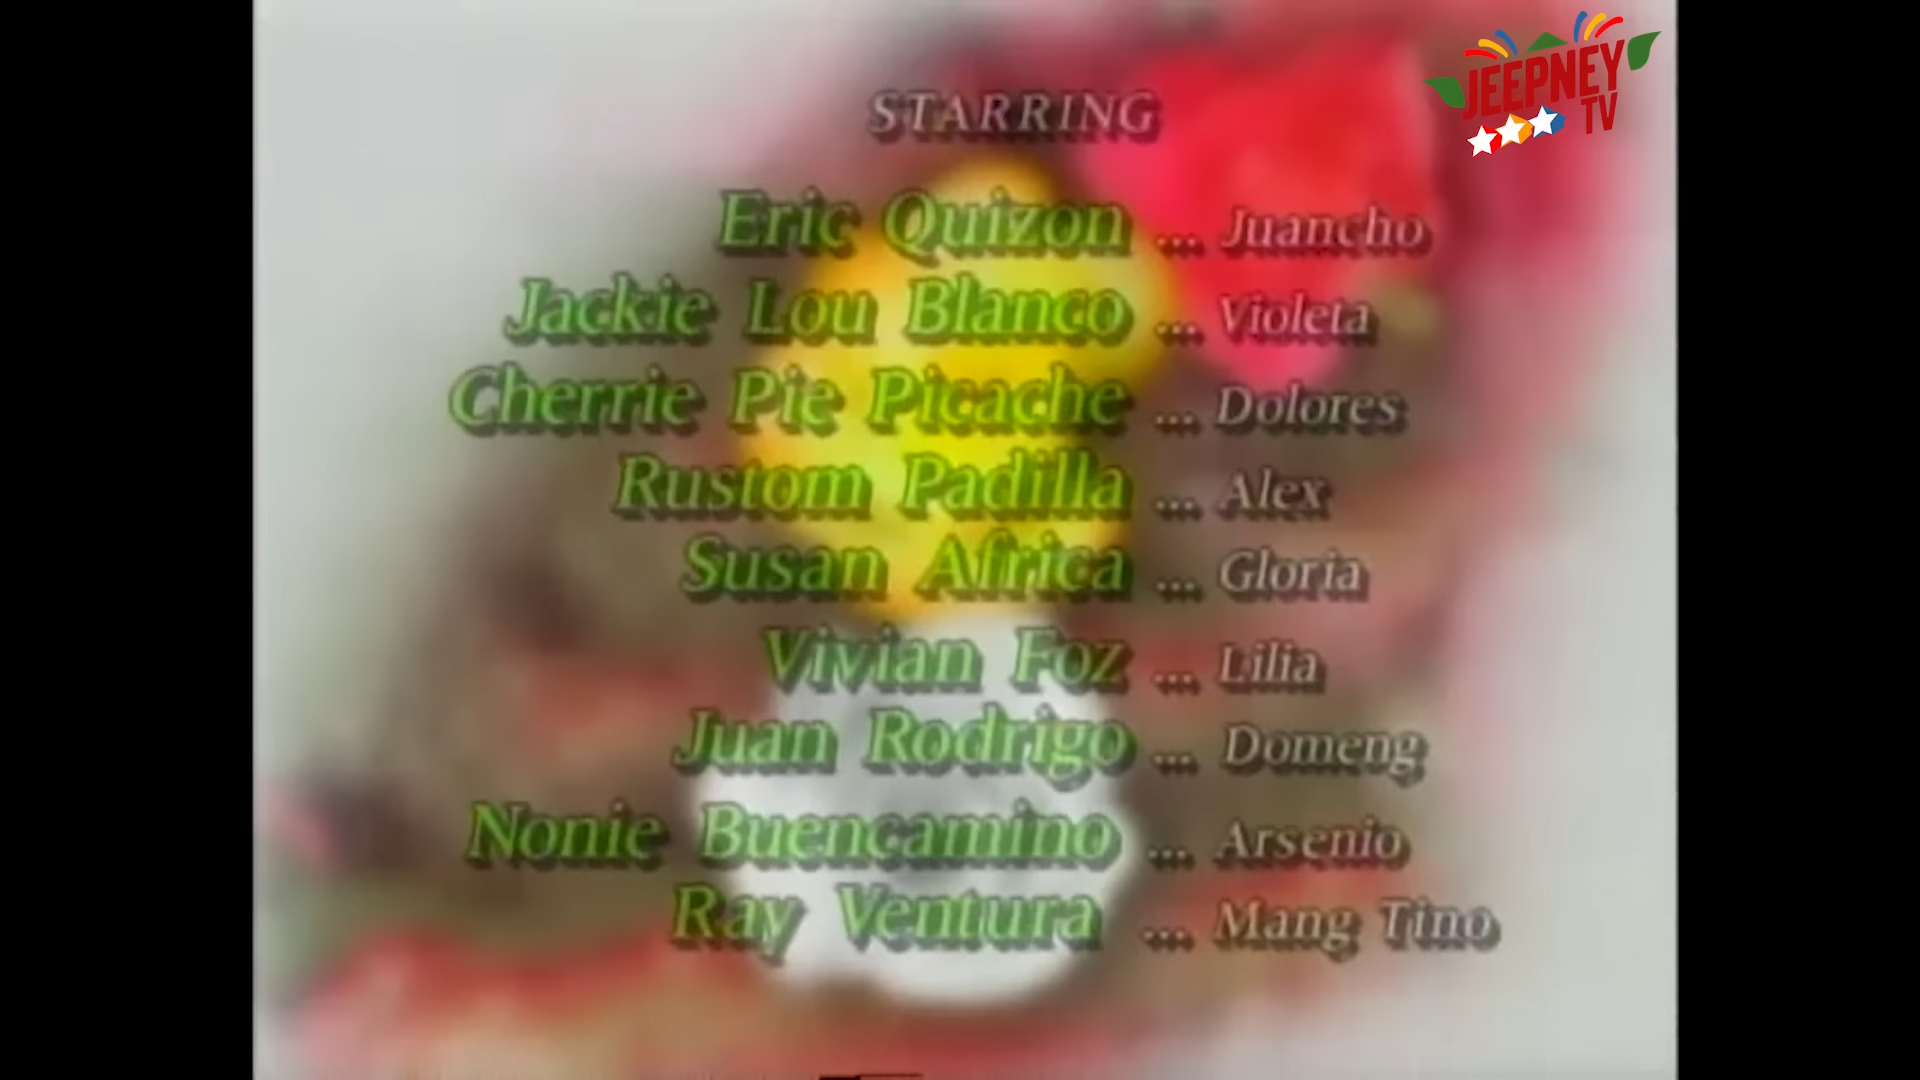 JEEPNEY
TV
STARRING
Eric Quizon ... Juancho
Jackie Lou Blanco ... Violeta
Cherrie Pie Picache ... Dolores
Rustom Padilla ... Alex
Susan Africa ... Gloria
Vivian Foz ... Lilia
Juan Rodrigo ... Domeng
Nonie Buencamino ... Arsenio
Ray Ventura ... Mang Tino